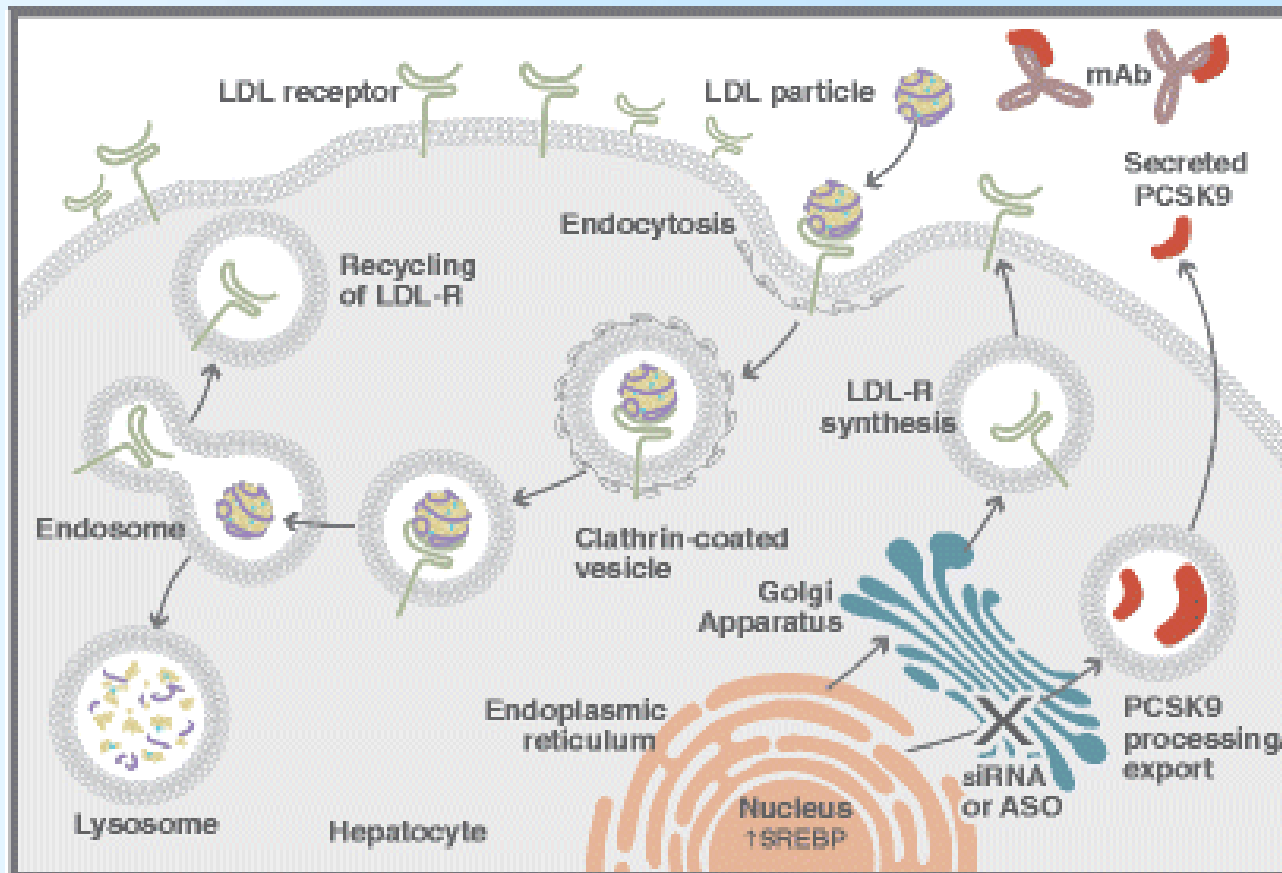 LDL receptor
LDL particle
mAb
Secreted
PCSK9
Endocytosis
Recycling
of LDL-R
LDL-R
synthesis
Endosome
Clathrin-coated
vesicle
Golgi
Apparatus
Endoplasmic
reticulum
PCSK9
processing/
export
siRNA
or ASO
Lysosome
Hepatocyte
Nucleus
↑SREBP